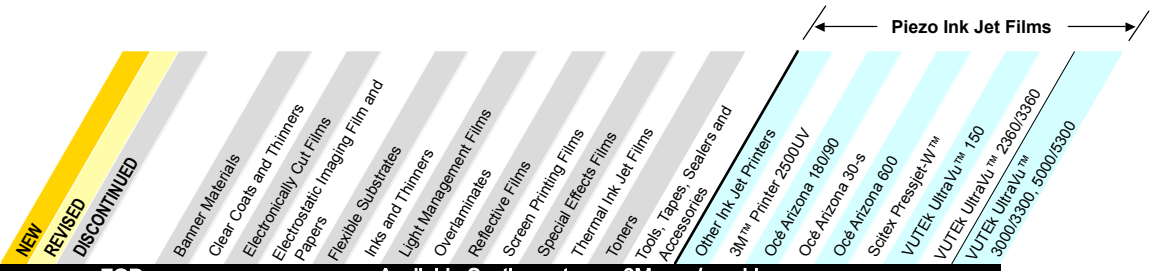 Piezo Ink Jet Films
NEW
REVISED
DISCONTINUED
Banner Materials
Clear Coats and Thinners
Electronically Cut Films
Electrostatic Imaging Film and
Papers
Flexible Substrates
Inks and Thinners
Light Management Films
Overlaminates
Reflective Films
Screen Printing Films
Special Effects Films
Thermal Ink Jet Films
Toners
Tools, Tapes, Sealers and
Accessories
Other Ink Jet Printers
3M™ Printer 2500UV
Océ Arizona 180/90
Océ Arizona 30-s
Océ Arizona 600
Scitex Pressjet-W™
VUTEk UltraVu™ 150
VUTEk UltraVu™ 2360/3360
VUTEk UltraVu™
3000/3300, 5000/5300